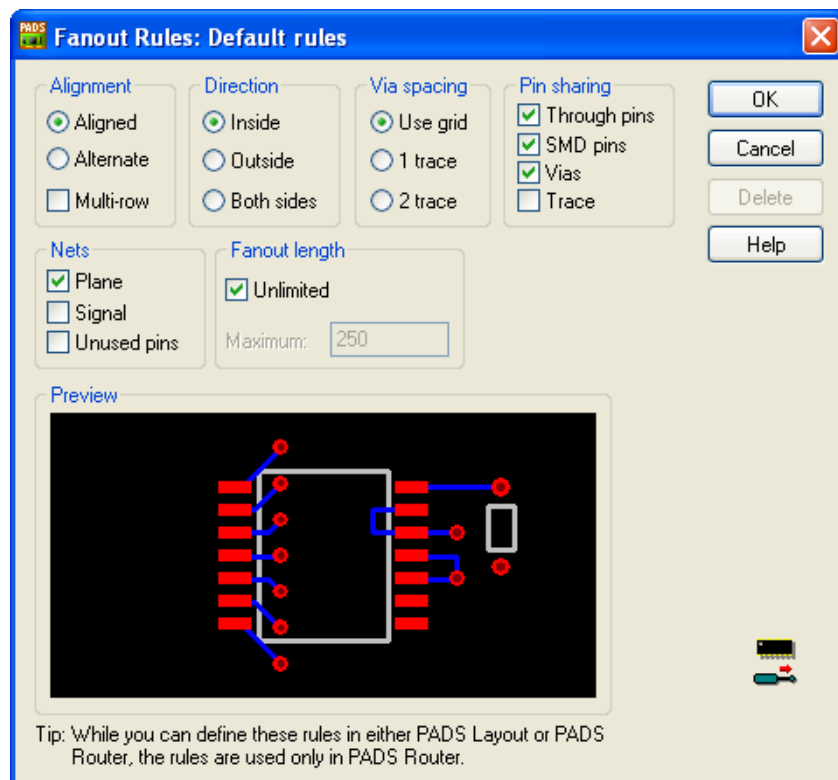 PADS
Fanout Rules: Default rules
Alignment
Aligned
Alternate
Multi-row
Direction
Inside
Outside
Both sides
Via spacing
Use grid
1 trace
2 trace
Pin sharing
Through pins
SMD pins
Vias
Trace
OK
Cancel
Delete
Help
Nets
Plane
Signal
Unused pins
Fanout length
Unlimited
Maximum: 250
Preview
Tip: While you can define these rules in either PADS Layout or PADS
Router, the rules are used only in PADS Router.